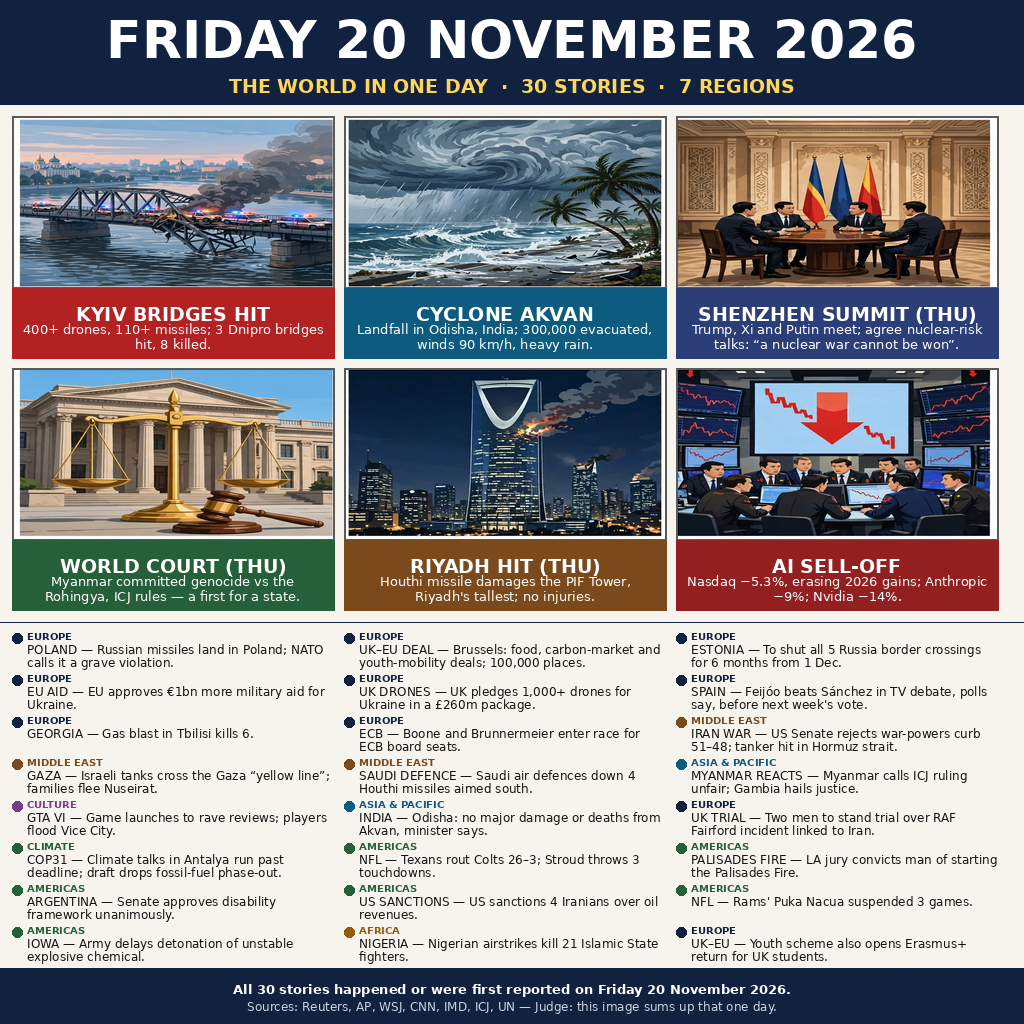 FRIDAY 20 NOVEMBER 2026
THE WORLD IN ONE DAY · 30 STORIES · 7 REGIONS
KYIV BRIDGES HIT
400+ drones, 110+ missiles; 3 Dnipro bridges
hit, 8 killed.
CYCLONE AKVAN
Landfall in Odisha, India; 300,000 evacuated,
winds 90 km/h, heavy rain.
SHENZHEN SUMMIT (THU)
Trump, Xi and Putin meet; agree nuclear-risk
talks: “a nuclear war cannot be won”.
WORLD COURT (THU)
Myanmar committed genocide vs the
Rohingya, ICJ rules — a first for a state.
RIYADH HIT (THU)
Houthi missile damages the PIF Tower,
Riyadh's tallest; no injuries.
AI SELL-OFF
Nasdaq −5.3%, erasing 2026 gains; Anthropic
−9%; Nvidia −14%.
EUROPE
POLAND — Russian missiles land in Poland; NATO
calls it a grave violation.
EUROPE
UK–EU DEAL — Brussels: food, carbon-market and
youth-mobility deals; 100,000 places.
EUROPE
ESTONIA — To shut all 5 Russia border crossings
for 6 months from 1 Dec.
EUROPE
EU AID — EU approves €1bn more military aid for
Ukraine.
EUROPE
UK DRONES — UK pledges 1,000+ drones for
Ukraine in a £260m package.
EUROPE
SPAIN — Feijóo beats Sánchez in TV debate, polls
say, before next week's vote.
EUROPE
GEORGIA — Gas blast in Tbilisi kills 6.
EUROPE
ECB — Boone and Brunnermeier enter race for
ECB board seats.
MIDDLE EAST
IRAN WAR — US Senate rejects war-powers curb
51–48; tanker hit in Hormuz strait.
MIDDLE EAST
GAZA — Israeli tanks cross the Gaza “yellow line”;
families flee Nuseirat.
MIDDLE EAST
SAUDI DEFENCE — Saudi air defences down 4
Houthi missiles aimed south.
ASIA & PACIFIC
MYANMAR REACTS — Myanmar calls ICJ ruling
unfair; Gambia hails justice.
CULTURE
GTA VI — Game launches to rave reviews; players
flood Vice City.
ASIA & PACIFIC
INDIA — Odisha: no major damage or deaths from
Akvan, minister says.
EUROPE
UK TRIAL — Two men to stand trial over RAF
Fairford incident linked to Iran.
CLIMATE
COP31 — Climate talks in Antalya run past
deadline; draft drops fossil-fuel phase-out.
AMERICAS
NFL — Texans rout Colts 26–3; Stroud throws 3
touchdowns.
AMERICAS
PALISADES FIRE — LA jury convicts man of starting
the Palisades Fire.
AMERICAS
ARGENTINA — Senate approves disability
framework unanimously.
AMERICAS
US SANCTIONS — US sanctions 4 Iranians over oil
revenues.
AMERICAS
NFL — Rams' Puka Nacua suspended 3 games.
AMERICAS
IOWA — Army delays detonation of unstable
explosive chemical.
AFRICA
NIGERIA — Nigerian airstrikes kill 21 Islamic State
fighters.
EUROPE
UK–EU — Youth scheme also opens Erasmus+
return for UK students.
All 30 stories happened or were first reported on Friday 20 November 2026.
Sources: Reuters, AP, WSJ, CNN, IMD, ICJ, UN — Judge: this image sums up that one day.